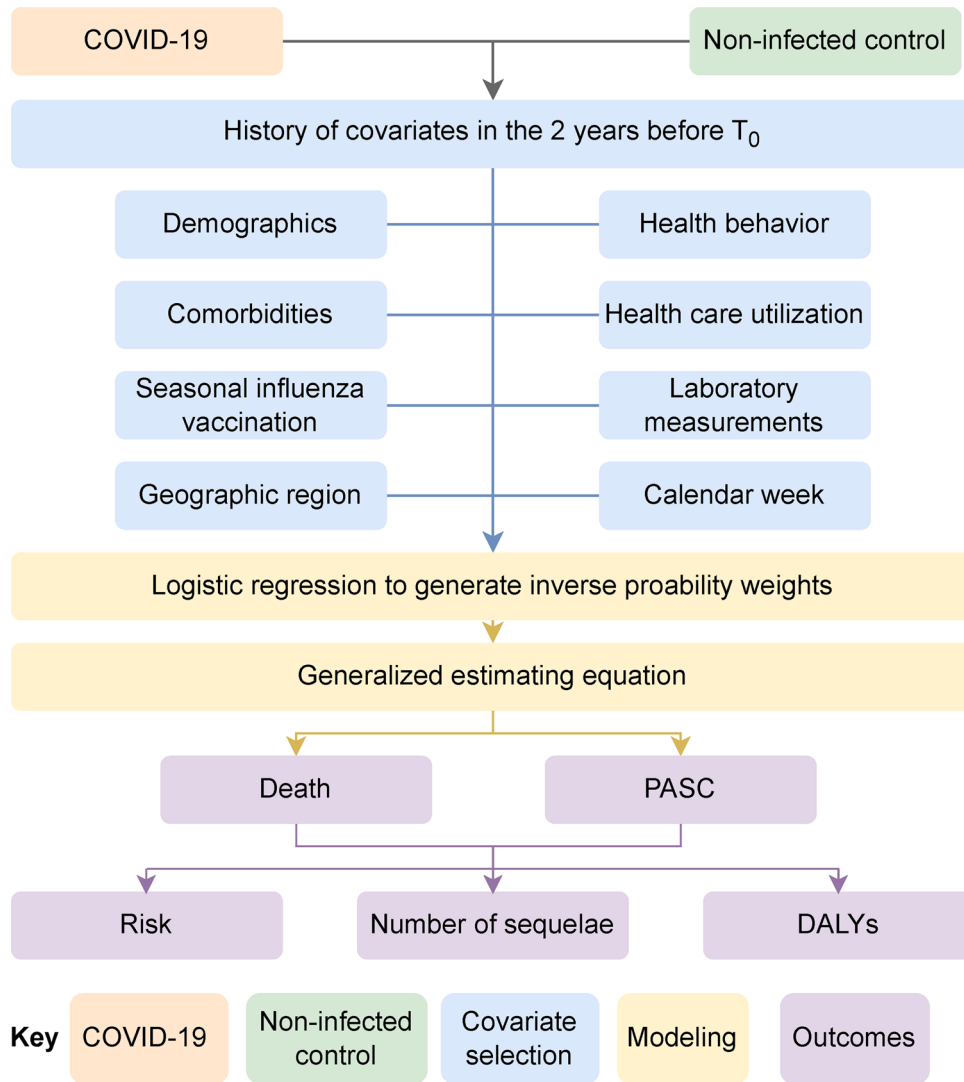 COVID-19
Non-infected control
History of covariates in the 2 years before T₀
Demographics
Health behavior
Comorbidities
Health care utilization
Seasonal influenza
vaccination
Laboratory
measurements
Geographic region
Calendar week
Logistic regression to generate inverse proability weights
Generalized estimating equation
Death
PASC
Risk
Number of sequelae
DALYs
Key
COVID-19
Non-infected
control
Covariate
selection
Modeling
Outcomes